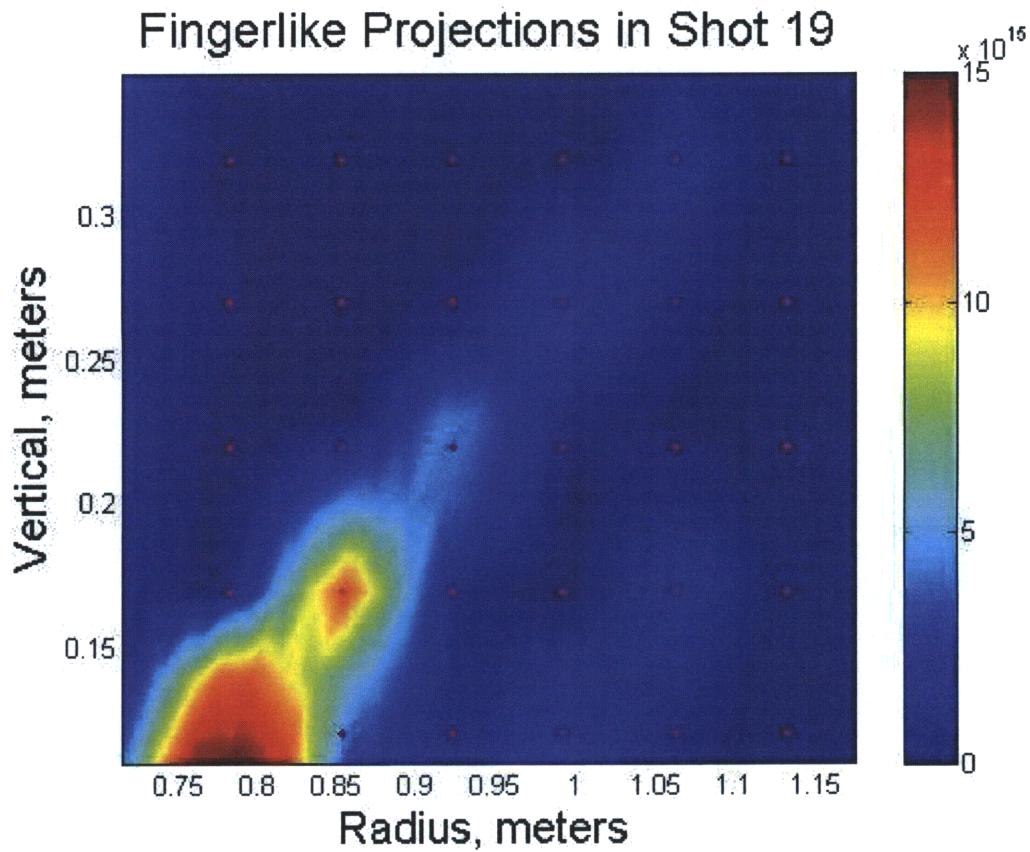 Fingerlike Projections in Shot 19
x 10^15
15
10
5
0
0.3
0.25
0.2
0.15
Vertical, meters
0.75 0.8 0.85 0.9 0.95 1 1.05 1.1 1.15
Radius, meters